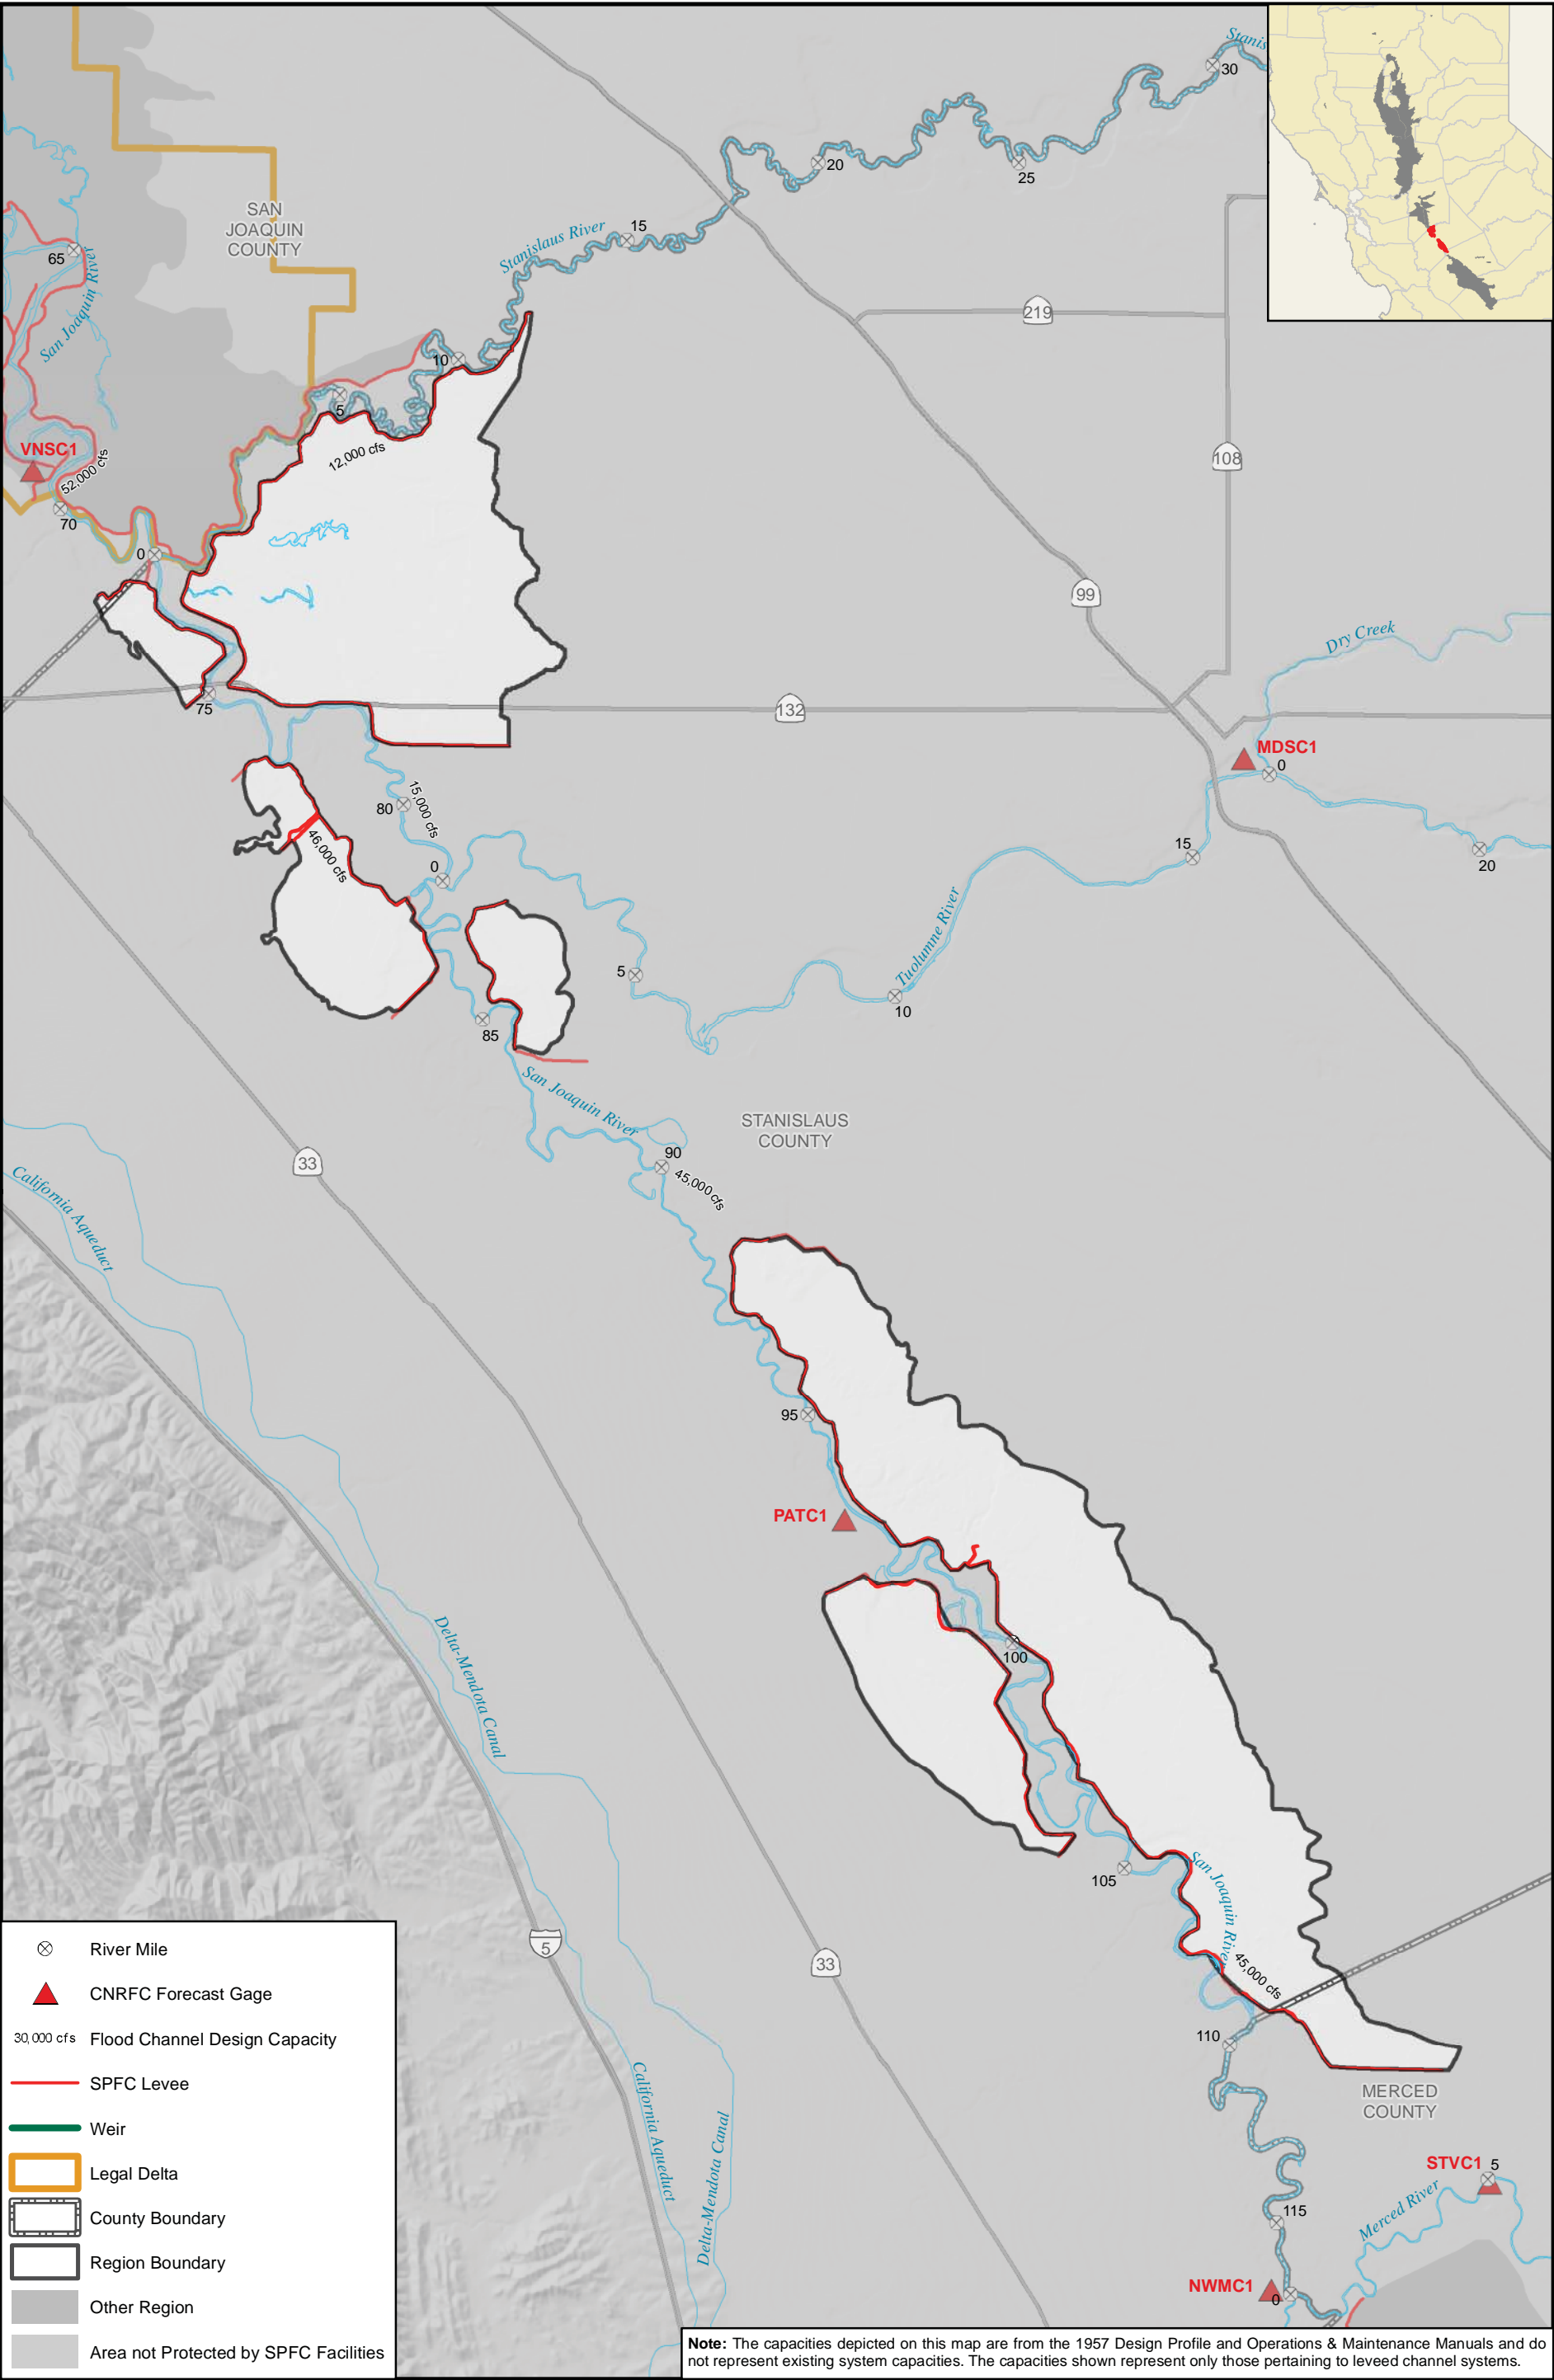 Stanis
30
20
25
SAN
JOAQUIN
COUNTY
15
Stanislaus River
65
San Joaquin River
219
10
5
VNSC1
52,000 cfs
12,000 cfs
108
70
0
99
Dry Creek
75
132
MDSC1
0
80
15,000 cfs
46,000 cfs
0
15
20
Tuolumne River
5
10
85
San Joaquin River
STANISLAUS
COUNTY
90
45,000 cfs
33
California Aqueduct
95
PATC1
100
Delta-Mendota Canal
105
San Joaquin River
45,000 cfs
5
33
110
MERCED
COUNTY
California Aqueduct
Delta-Mendota Canal
STVC1
5
Merced River
115
NWMC1
0
River Mile
CNRFC Forecast Gage
30,000 cfs Flood Channel Design Capacity
SPFC Levee
Weir
Legal Delta
County Boundary
Region Boundary
Other Region
Area not Protected by SPFC Facilities
Note: The capacities depicted on this map are from the 1957 Design Profile and Operations & Maintenance Manuals and do
not represent existing system capacities. The capacities shown represent only those pertaining to leveed channel systems.